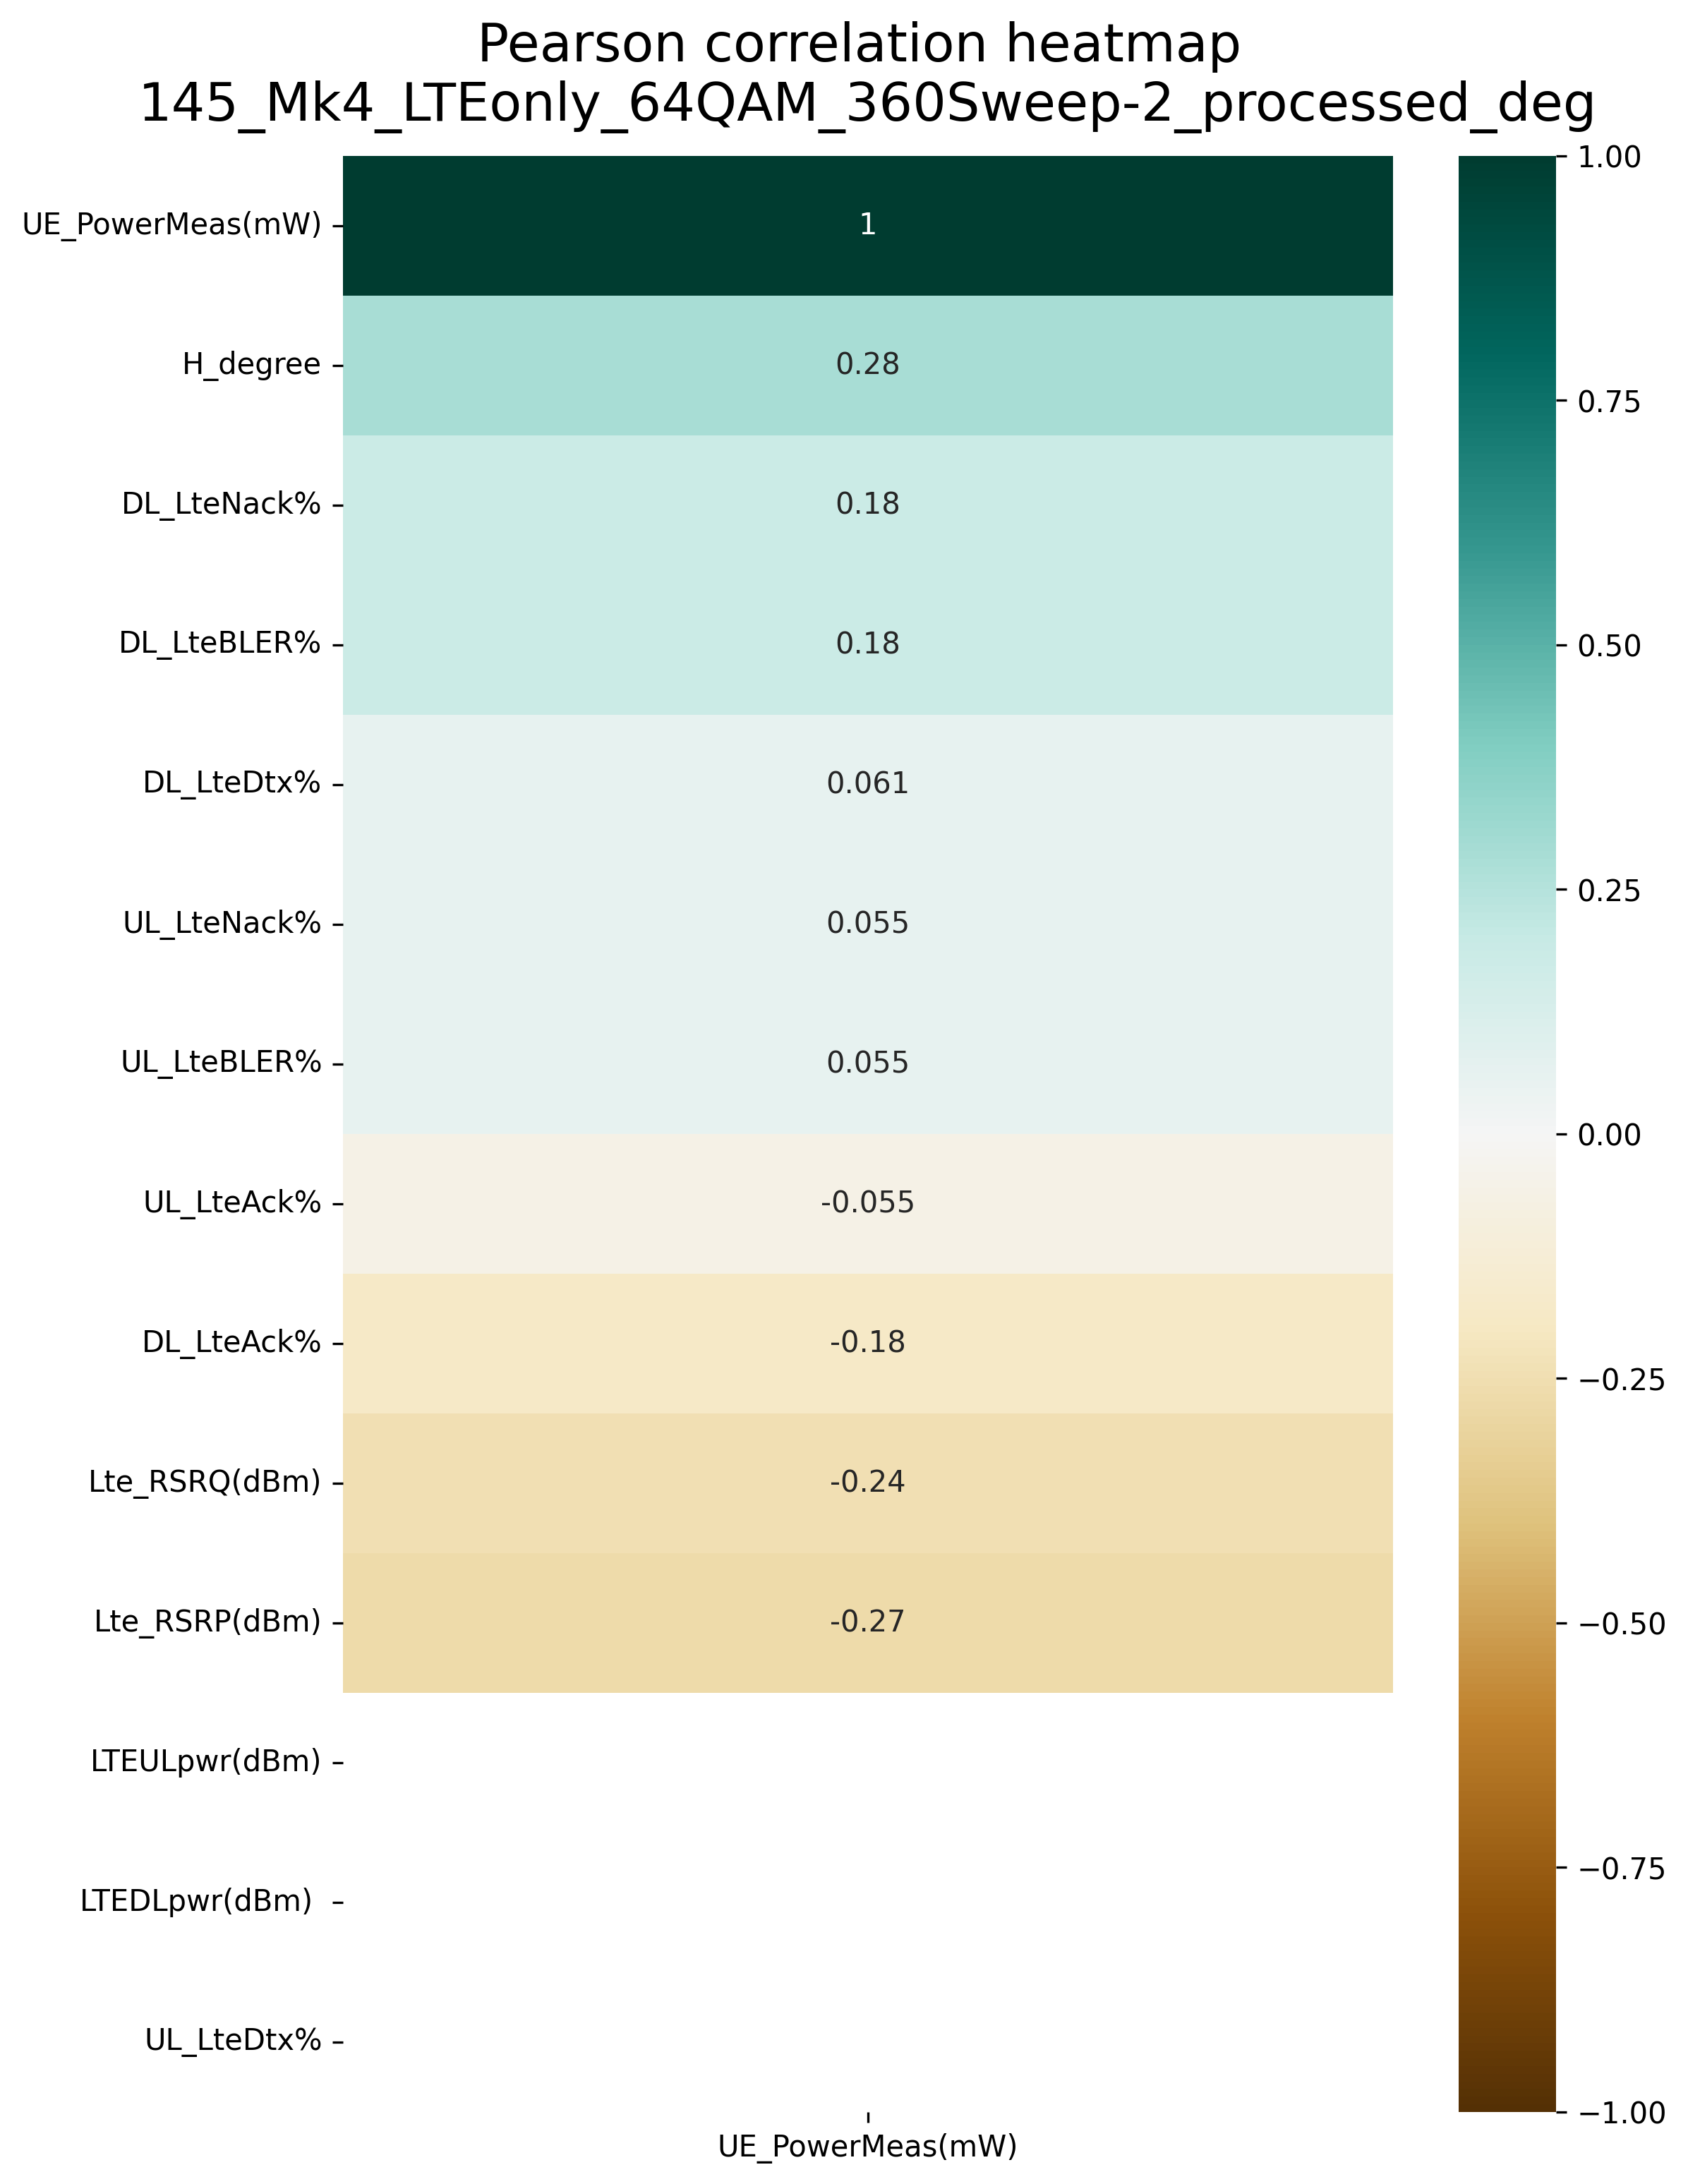 Pearson correlation heatmap
145_Mk4_LTEonly_64QAM_360Sweep-2_processed_deg
UE_PowerMeas(mW)
1
H_degree
0.28
DL_LteNack%
0.18
DL_LteBLER%
0.18
DL_LteDtx%
0.061
UL_LteNack%
0.055
UL_LteBLER%
0.055
UL_LteAck%
-0.055
DL_LteAck%
-0.18
Lte_RSRQ(dBm)
-0.24
Lte_RSRP(dBm)
-0.27
LTEULpwr(dBm)
LTEDLpwr(dBm)
UL_LteDtx%
UE_PowerMeas(mW)
1.00
0.75
0.50
0.25
0.00
−0.25
−0.50
−0.75
−1.00